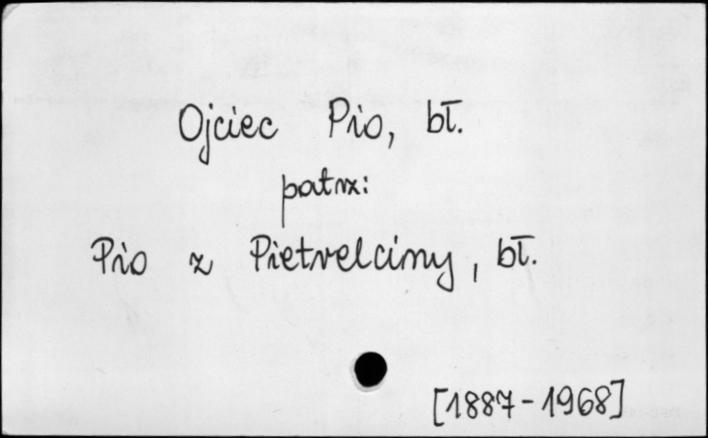 Ojciec Pio, bł.
patrz:
Pio z Pietrelciny, bł.
[1887-1968]